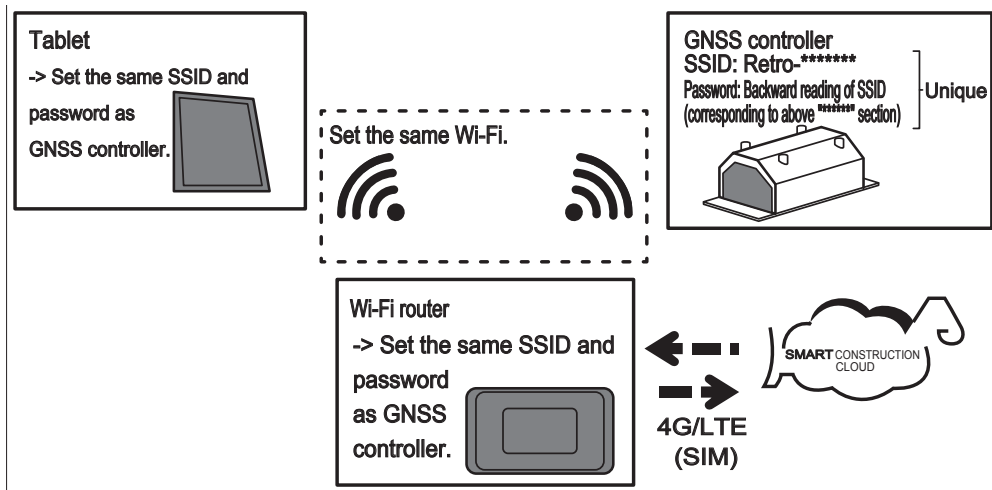 Tablet
-> Set the same SSID and
password as
GNSS controller.
Set the same Wi-Fi.
GNSS controller
SSID: Retro-*******
Password: Backward reading of SSID
(corresponding to above "******" section)
Unique
Wi-Fi router
-> Set the same SSID and
password
as GNSS
controller.
4G/LTE
(SIM)
SMART CONSTRUCTION
CLOUD